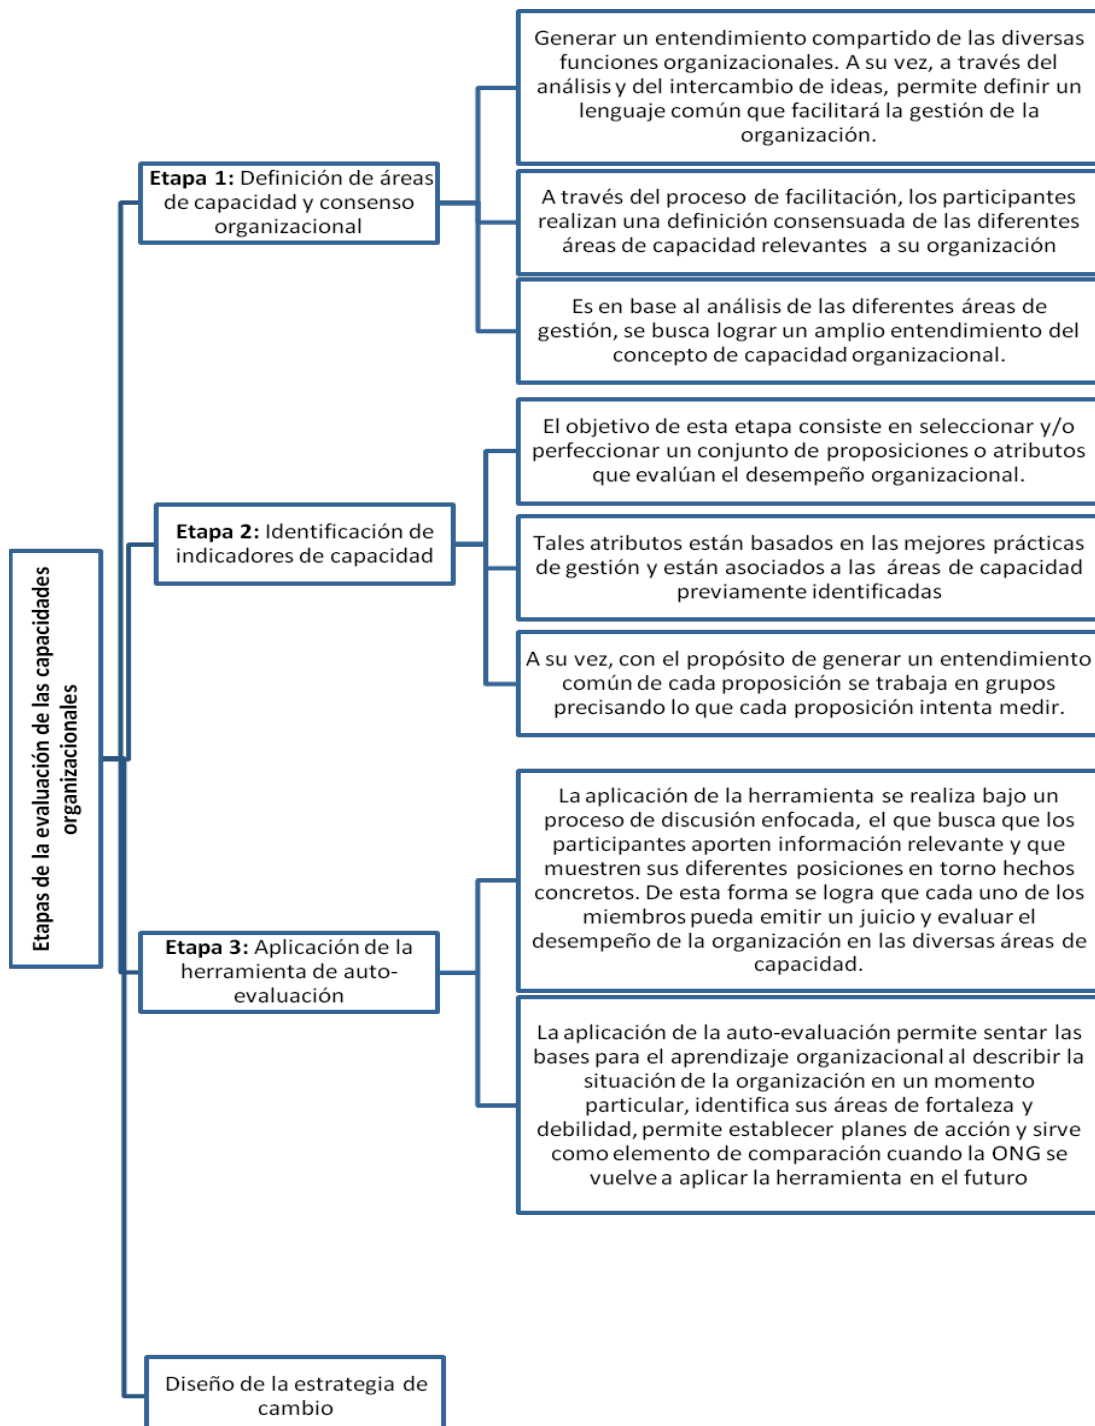 Etapas de la evaluación de las capacidades
organizacionales
Etapa 1: Definición de áreas
de capacidad y consenso
organizacional
Generar un entendimiento compartido de las diversas
funciones organizacionales. A su vez, a través del
análisis y del intercambio de ideas, permite definir un
lenguaje común que facilitará la gestión de la
organización.
A través del proceso de facilitación, los participantes
realizan una definición consensuada de las diferentes
áreas de capacidad relevantes a su organización
Es en base al análisis de las diferentes áreas de
gestión, se busca lograr un amplio entendimiento del
concepto de capacidad organizacional.
Etapa 2: Identificación de
indicadores de capacidad
El objetivo de esta etapa consiste en seleccionar y/o
perfeccionar un conjunto de proposiciones o atributos
que evalúan el desempeño organizacional.
Tales atributos están basados en las mejores prácticas
de gestión y están asociados a las áreas de capacidad
previamente identificadas
A su vez, con el propósito de generar un entendimiento
común de cada proposición se trabaja en grupos
precisando lo que cada proposición intenta medir.
Etapa 3: Aplicación de la
herramienta de auto-
evaluación
La aplicación de la herramienta se realiza bajo un
proceso de discusión enfocada, el que busca que los
participantes aporten información relevante y que
muestren sus diferentes posiciones en torno hechos
concretos. De esta forma se logra que cada uno de los
miembros pueda emitir un juicio y evaluar el
desempeño de la organización en las diversas áreas de
capacidad.
La aplicación de la auto-evaluación permite sentar las
bases para el aprendizaje organizacional al describir la
situación de la organización en un momento
particular, identifica sus áreas de fortaleza y
debilidad, permite establecer planes de acción y sirve
como elemento de comparación cuando la ONG se
vuelve a aplicar la herramienta en el futuro
Diseño de la estrategia de
cambio